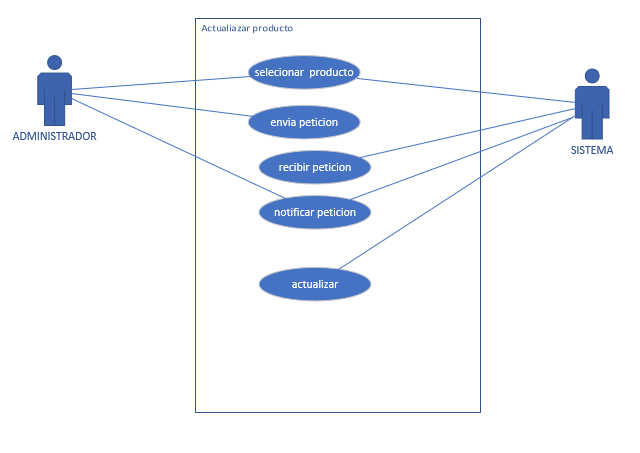 Actualiazar producto
selecionar producto
envia peticion
ADMINISTRADOR
SISTEMA
recibir peticion
notificar peticion
actualizar